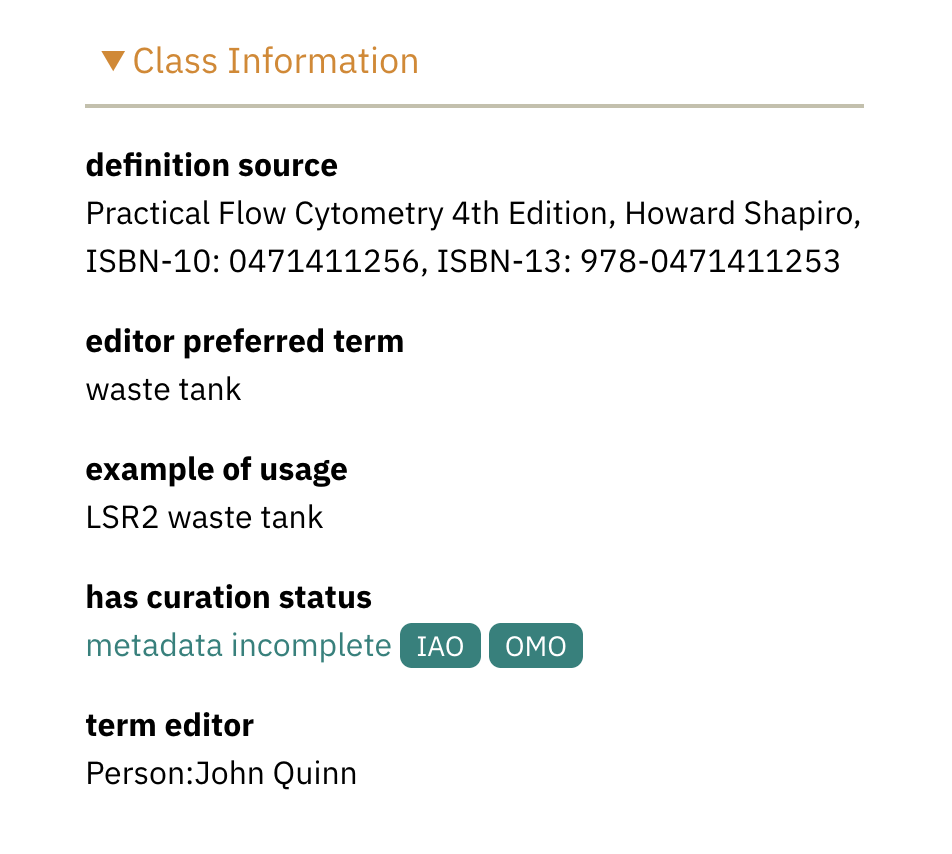 ▼ Class Information
definition source
Practical Flow Cytometry 4th Edition, Howard Shapiro,
ISBN-10: 0471411256, ISBN-13: 978-0471411253
editor preferred term
waste tank
example of usage
LSR2 waste tank
has curation status
metadata incomplete IAO OMO
term editor
Person:John Quinn